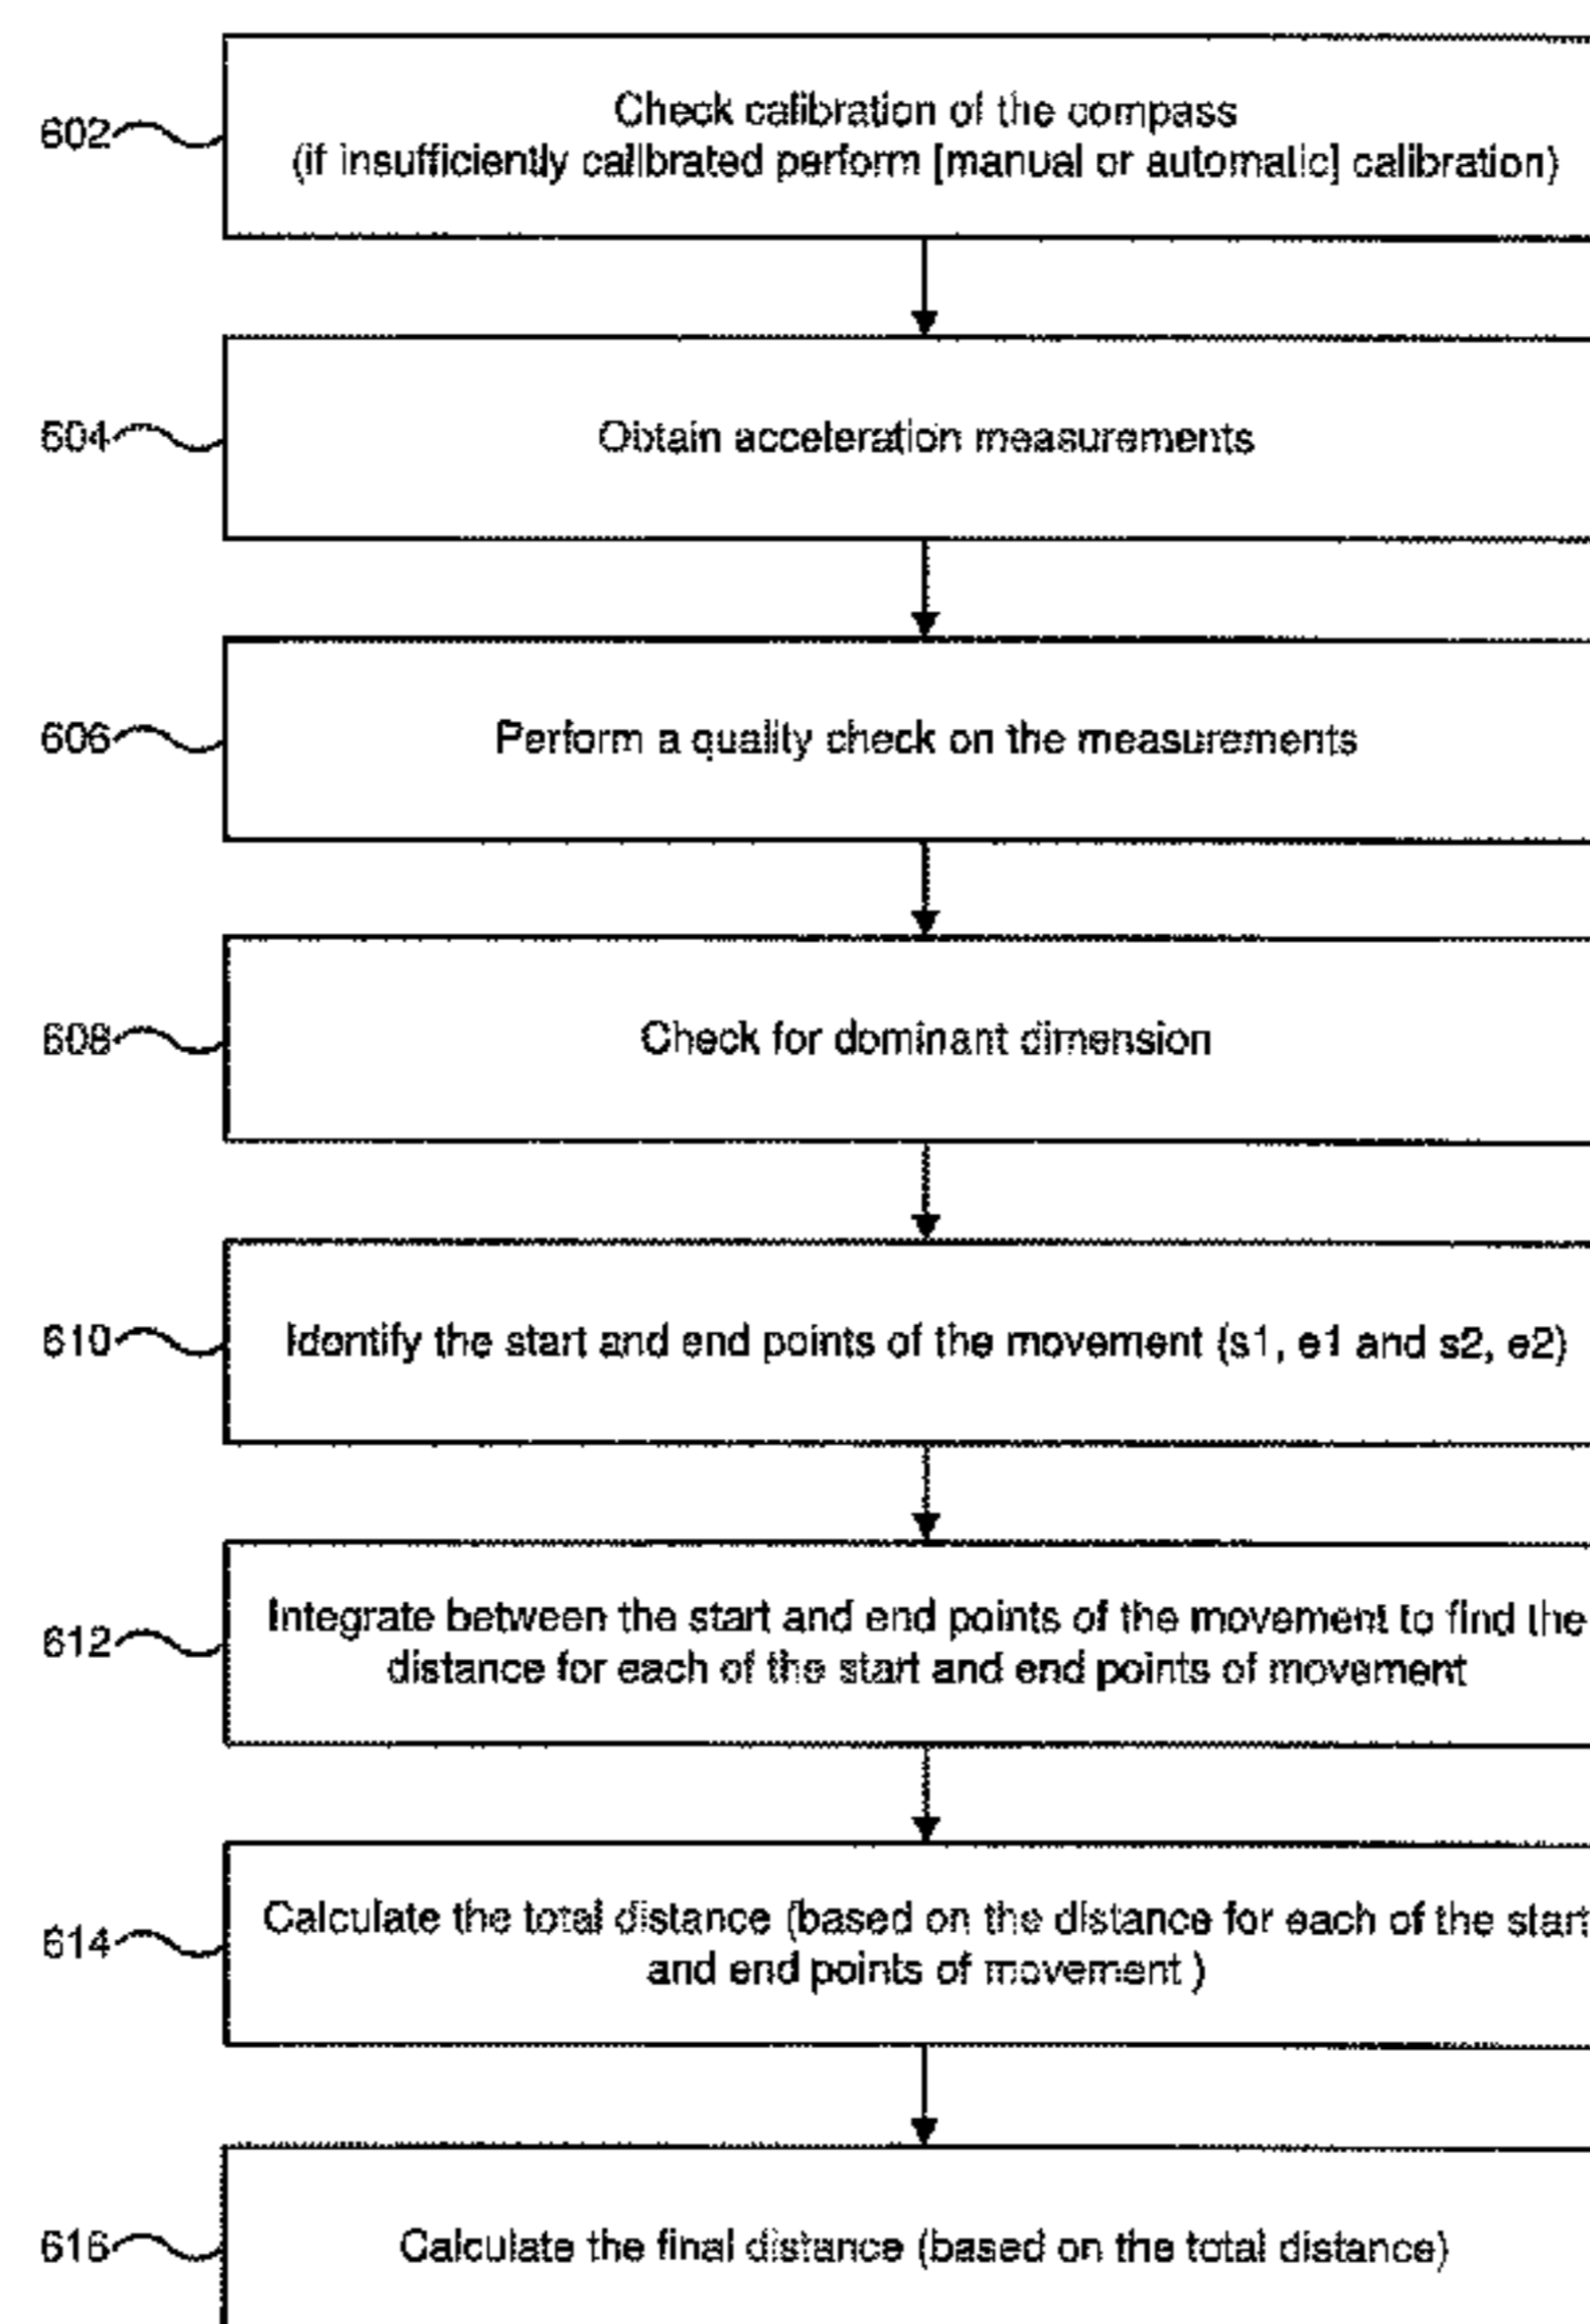 602
Check calibration of the compass
(if insufficiently calibrated perform [manual or automatic] calibration)
604
Obtain acceleration measurements
606
Perform a quality check on the measurements
608
Check for dominant dimension
610
Identify the start and end points of the movement (s1, e1 and s2, e2)
612
Integrate between the start and end points of the movement to find the
distance for each of the start and end points of movement
614
Calculate the total distance (based on the distance for each of the start
and end points of movement )
616
Calculate the final distance (based on the total distance)